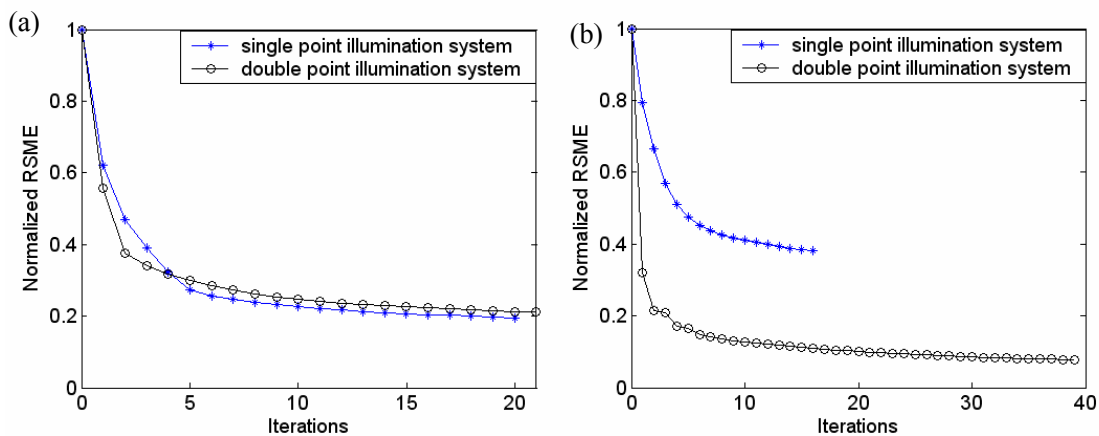 (a)
single point illumination system
double point illumination system
Normalized RSME
1
0.8
0.6
0.4
0.2
0
0 5 10 15 20
Iterations
(b)
single point illumination system
double point illumination system
Normalized RSME
1
0.8
0.6
0.4
0.2
0
0 10 20 30 40
Iterations